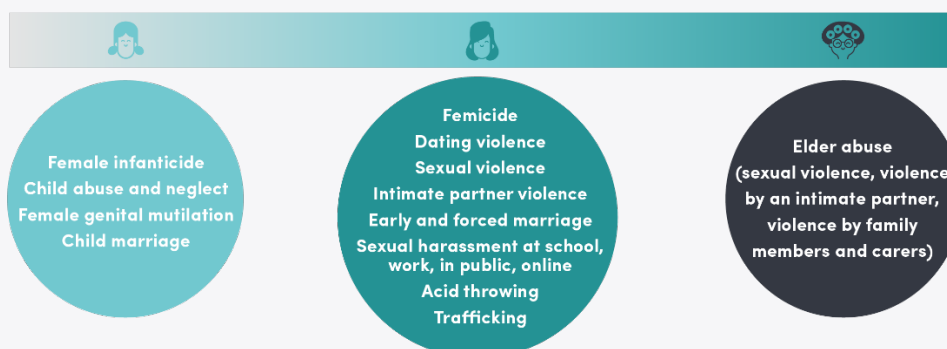 Female infanticide
Child abuse and neglect
Female genital mutilation
Child marriage
Femicide
Dating violence
Sexual violence
Intimate partner violence
Early and forced marriage
Sexual harassment at school,
work, in public, online
Acid throwing
Trafficking
Elder abuse
(sexual violence, violence
by an intimate partner,
violence by family
members and carers)